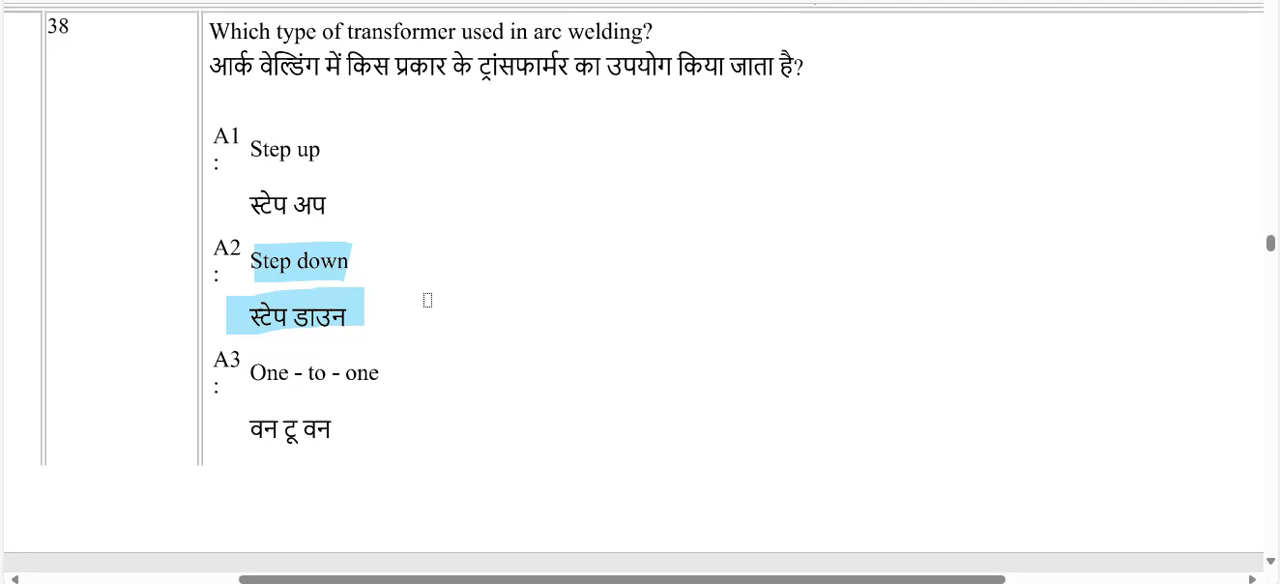 38
Which type of transformer used in arc welding?
आर्क वेल्डिंग में किस प्रकार के ट्रांसफार्मर का उपयोग किया जाता है?
A1
:
Step up
स्टेप अप
A2
:
Step down
स्टेप डाउन
A3
:
One - to - one
वन टू वन